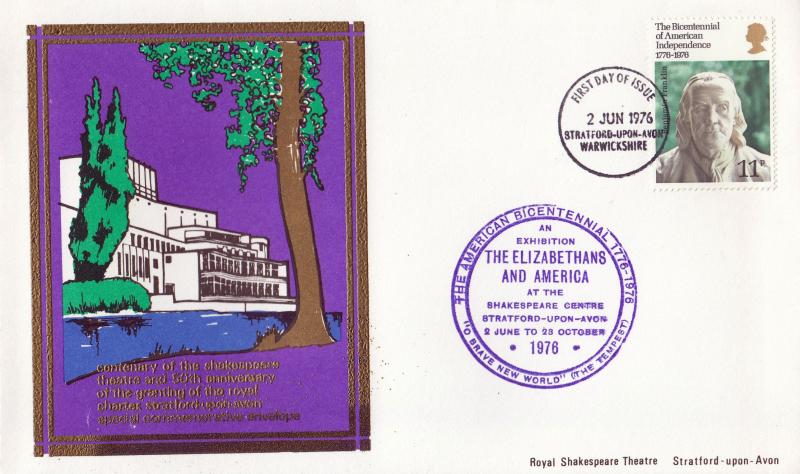 The Bicentennial
of American
Independence
1776-1976
Benjamin Franklin
11P
FIRST DAY OF ISSUE
2 JUN 1976
STRATFORD-UPON-AVON
WARWICKSHIRE
THE AMERICAN BICENTENNIAL 1776-1976
AN
EXHIBITION
THE ELIZABETHANS
AND AMERICA
AT THE
SHAKESPEARE CENTRE
STRATFORD-UPON-AVON
2 JUNE TO 23 OCTOBER
1976
"O BRAVE NEW WORLD" (THE TEMPEST)
centenary of the shakespeare
theatre and 50th anniversary
of the granting of the royal
charter stratford-upon-avon
special commemorative envelope
Royal Shakespeare Theatre Stratford-upon-Avon